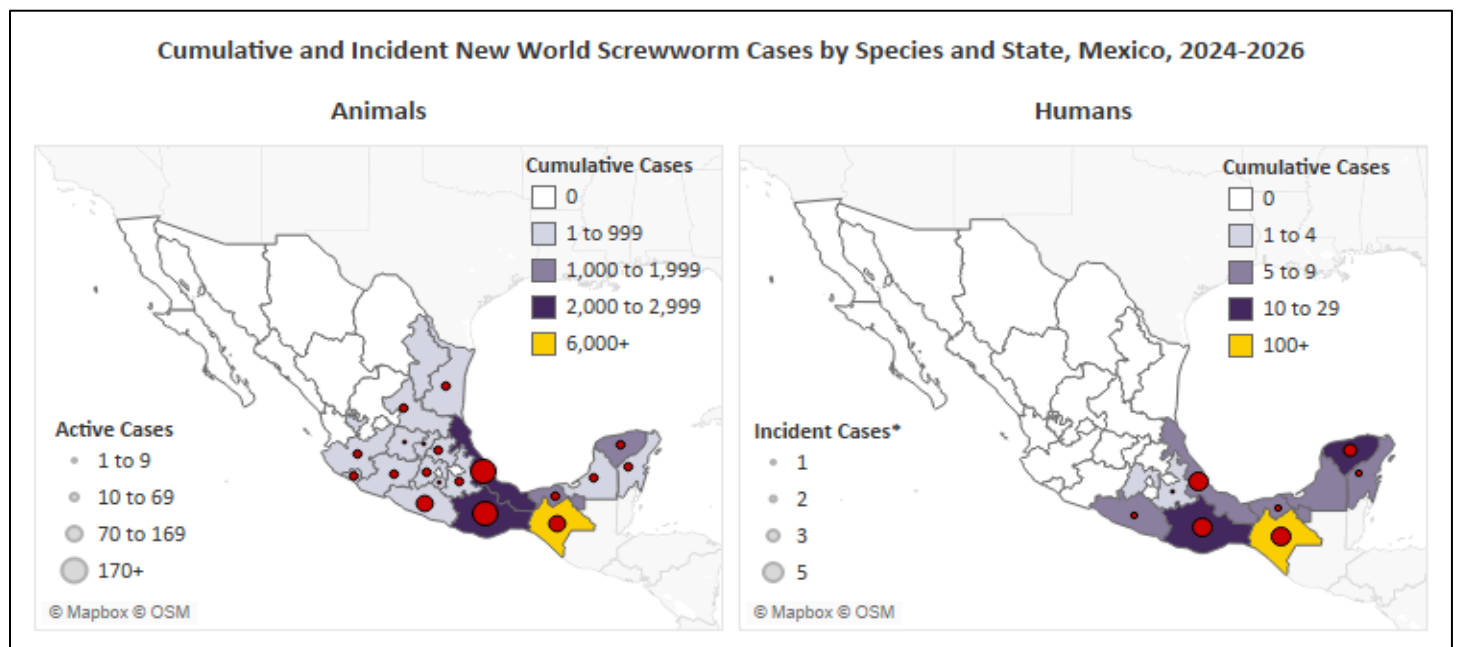 Cumulative and Incident New World Screwworm Cases by Species and State, Mexico, 2024-2026
Animals
Cumulative Cases
0
1 to 999
1,000 to 1,999
2,000 to 2,999
6,000+
Active Cases
1 to 9
10 to 69
70 to 169
170+
© Mapbox © OSM
Humans
Cumulative Cases
0
1 to 4
5 to 9
10 to 29
100+
Incident Cases*
1
2
3
5
© Mapbox © OSM